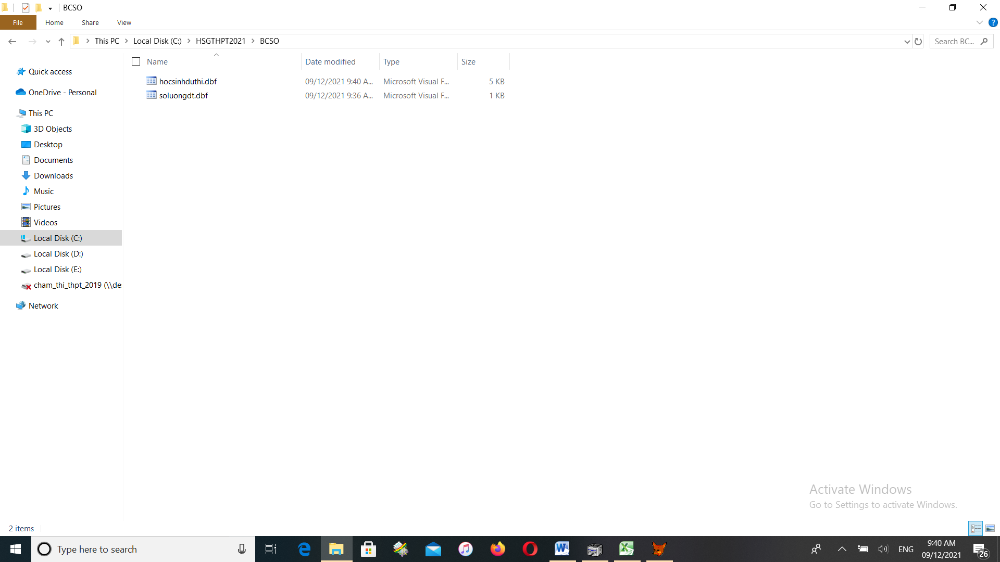 BCSO
File Home Share View
This PC Local Disk (C:) HSGTHPT2021 BCSO
Search BC...
Name Date modified Type Size
hocsinhduthi.dbf 09/12/2021 9:40 A... Microsoft Visual F... 5 KB
soluongdt.dbf 09/12/2021 9:36 A... Microsoft Visual F... 1 KB
Quick access
OneDrive - Personal
This PC
3D Objects
Desktop
Documents
Downloads
Music
Pictures
Videos
Local Disk (C:)
Local Disk (D:)
Local Disk (E:)
cham_thi_thpt_2019 (\\de
Network
Activate Windows
Go to Settings to activate Windows.
2 items
Type here to search
ENG
9:40 AM
09/12/2021
26